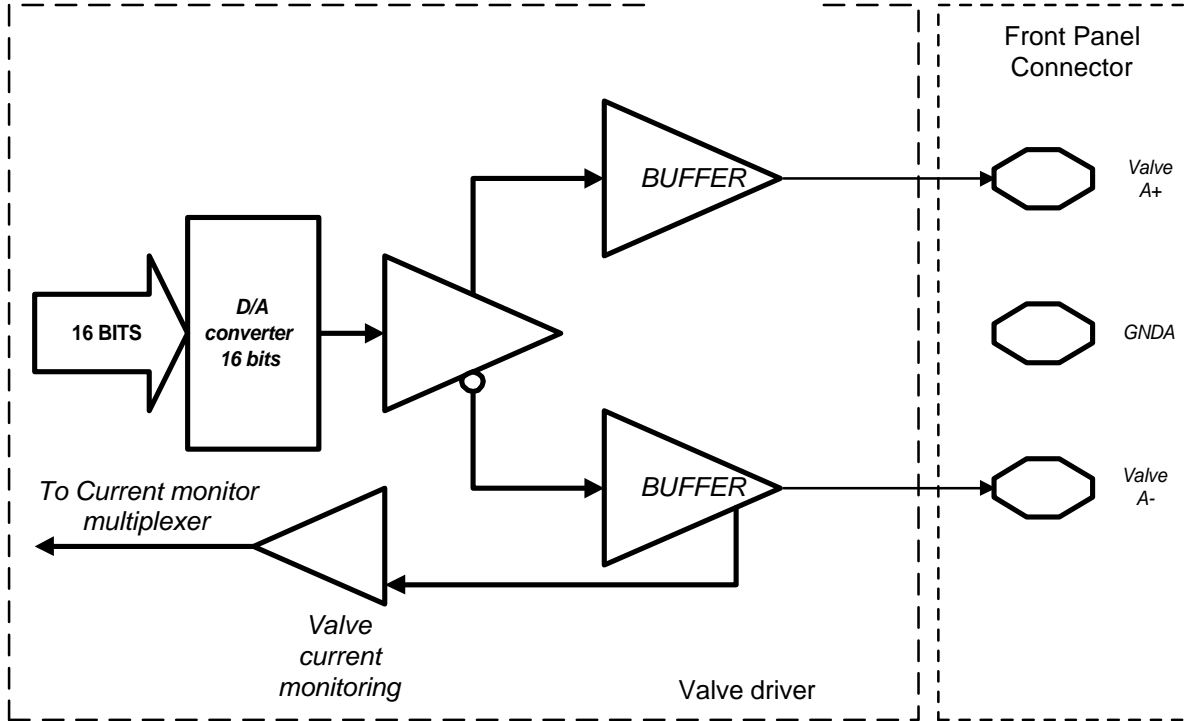 Front Panel
Connector
BUFFER
Valve
A+
16 BITS
D/A
converter
16 bits
GNDA
BUFFER
Valve
A-
To Current monitor
multiplexer
Valve
current
monitoring
Valve driver